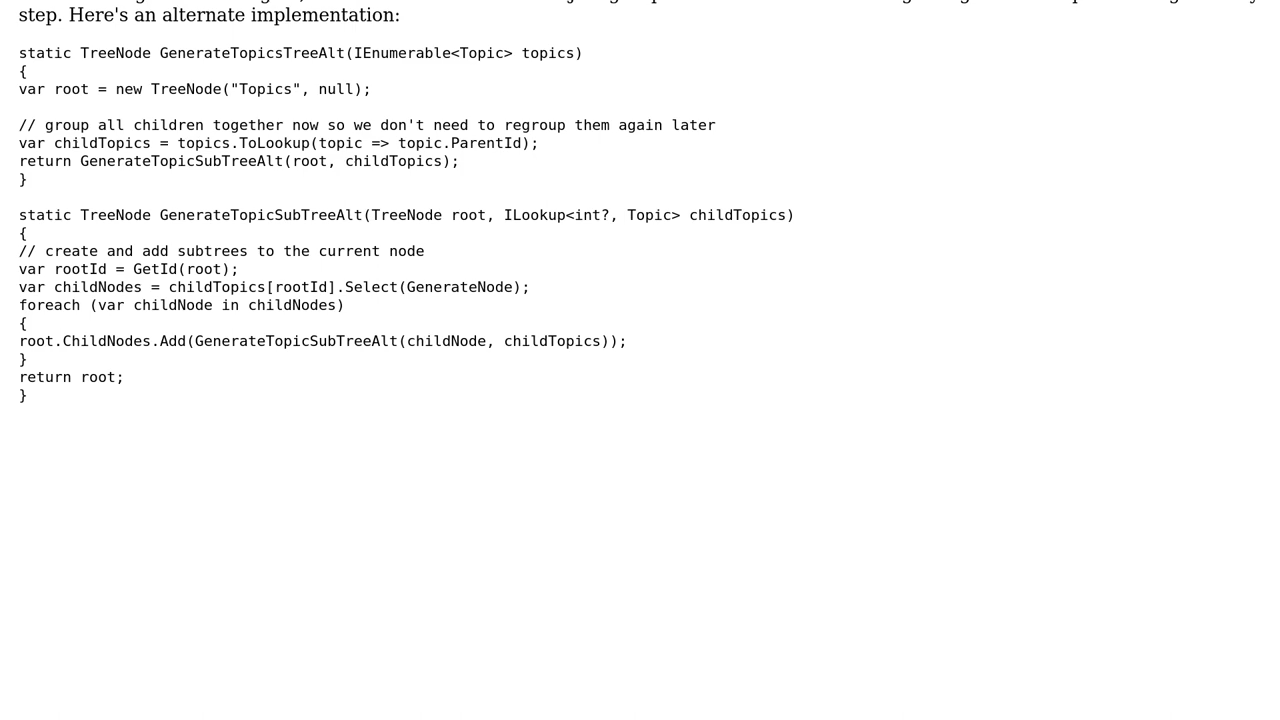 step. Here's an alternate implementation:
static TreeNode GenerateTopicsTreeAlt(IEnumerable<Topic> topics)
{
var root = new TreeNode("Topics", null);
// group all children together now so we don't need to regroup them again later
var childTopics = topics.ToLookup(topic => topic.ParentId);
return GenerateTopicSubTreeAlt(root, childTopics);
}
static TreeNode GenerateTopicSubTreeAlt(TreeNode root, ILookup<int?, Topic> childTopics)
{
// create and add subtrees to the current node
var rootId = GetId(root);
var childNodes = childTopics[rootId].Select(GenerateNode);
foreach (var childNode in childNodes)
{
root.ChildNodes.Add(GenerateTopicSubTreeAlt(childNode, childTopics));
}
return root;
}